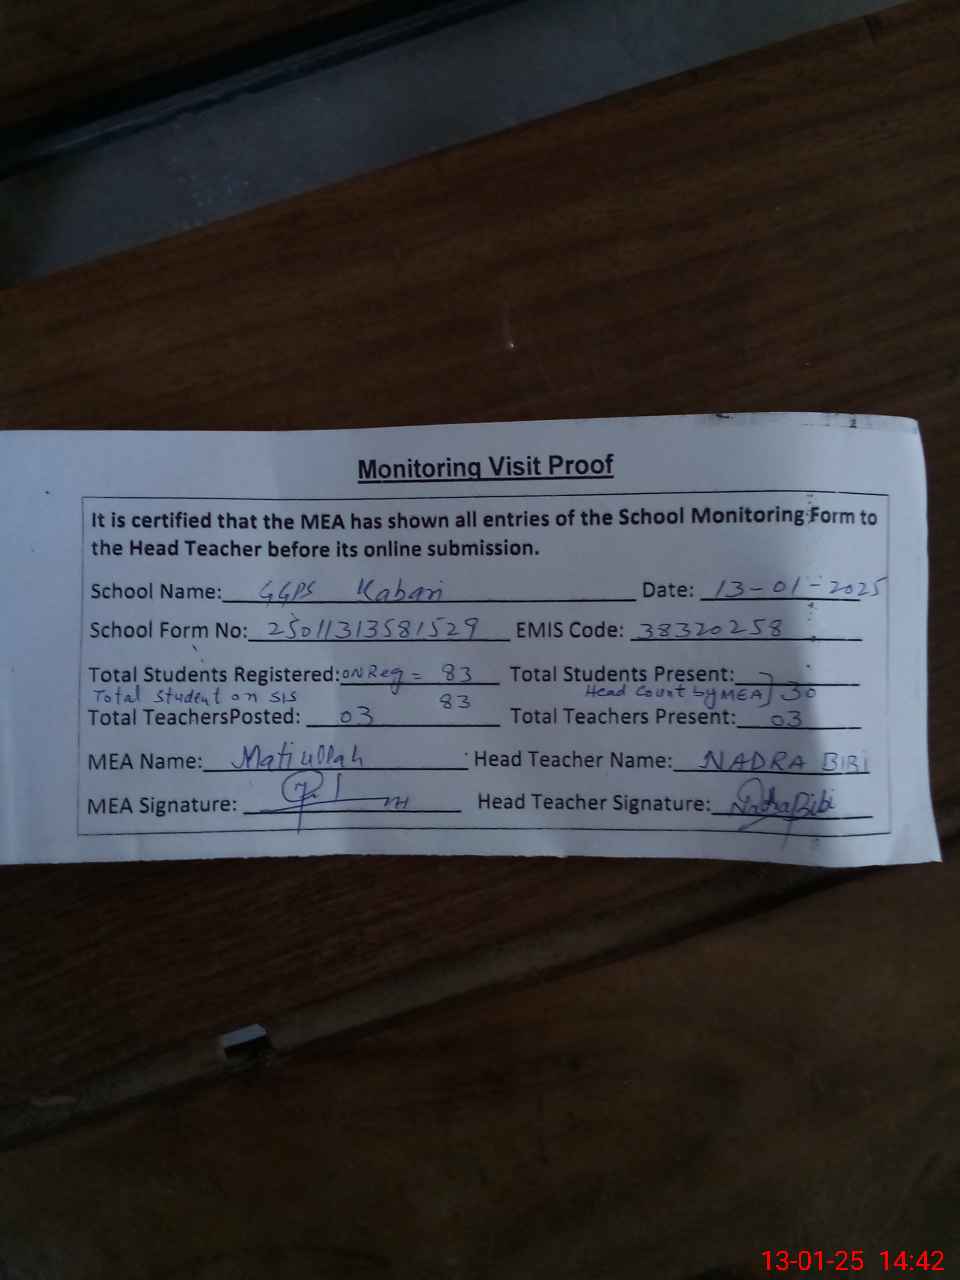 Monitoring Visit Proof
It is certified that the MEA has shown all entries of the School Monitoring Form to
the Head Teacher before its online submission.
School Name: GGPS Kabari Date: 13-01-2025
School Form No: 25011313581529 EMIS Code: 38320258
Total Students Registered: ON Reg = 83 Total Students Present:
Total Student on SIS 83 Head Count by MEA } 30
Total TeachersPosted: 03 Total Teachers Present: 03
MEA Name: Matiullah Head Teacher Name: NADRA BIBI
MEA Signature: Head Teacher Signature: Nadra Bibi
13-01-25 14:42